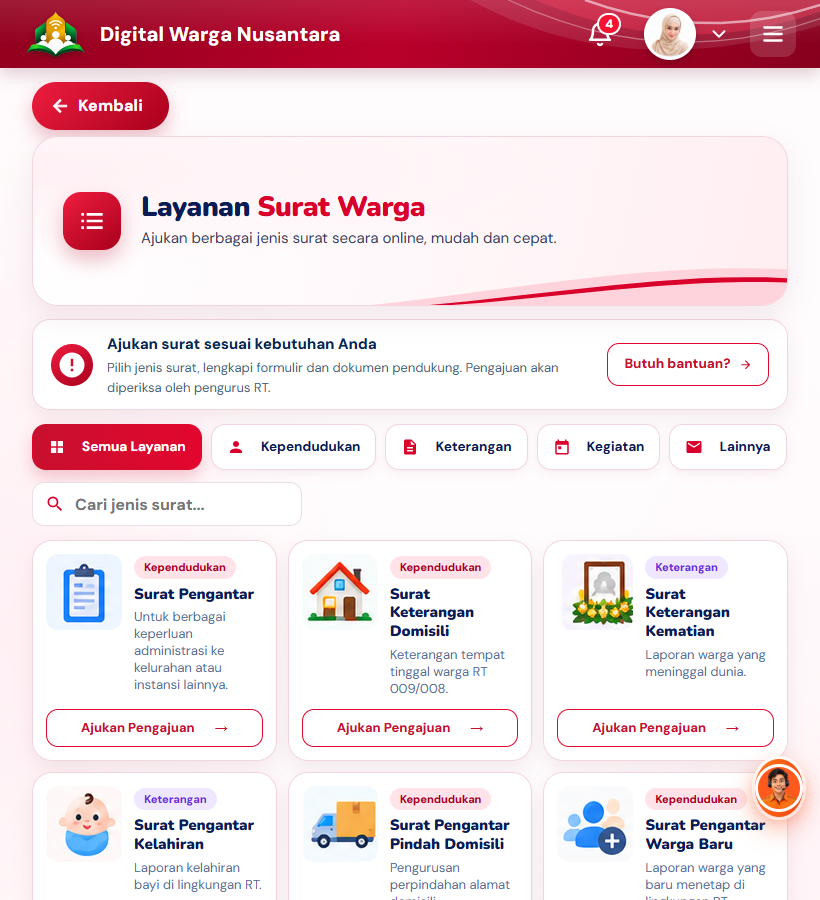 Digital Warga Nusantara
4
Kembali
Layanan Surat Warga
Ajukan berbagai jenis surat secara online, mudah dan cepat.
Ajukan surat sesuai kebutuhan Anda
Pilih jenis surat, lengkapi formulir dan dokumen pendukung. Pengajuan akan
diperiksa oleh pengurus RT.
Butuh bantuan? →
Semua Layanan
Kependudukan
Keterangan
Kegiatan
Lainnya
Cari jenis surat...
Kependudukan
Surat Pengantar
Untuk berbagai
keperluan
administrasi ke
kelurahan atau
instansi lainnya.
Ajukan Pengajuan →
Kependudukan
Surat
Keterangan
Domisili
Keterangan tempat
tinggal warga RT
009/008.
Ajukan Pengajuan →
Keterangan
Surat
Keterangan
Kematian
Laporan warga yang
meninggal dunia.
Ajukan Pengajuan →
Keterangan
Surat Pengantar
Kelahiran
Laporan kelahiran
bayi di lingkungan RT.
Kependudukan
Surat Pengantar
Pindah Domisili
Pengurusan
perpindahan alamat
domisili.
Kependudukan
Surat Pengantar
Warga Baru
Laporan warga yang
baru menetap di
lingkungan RT.